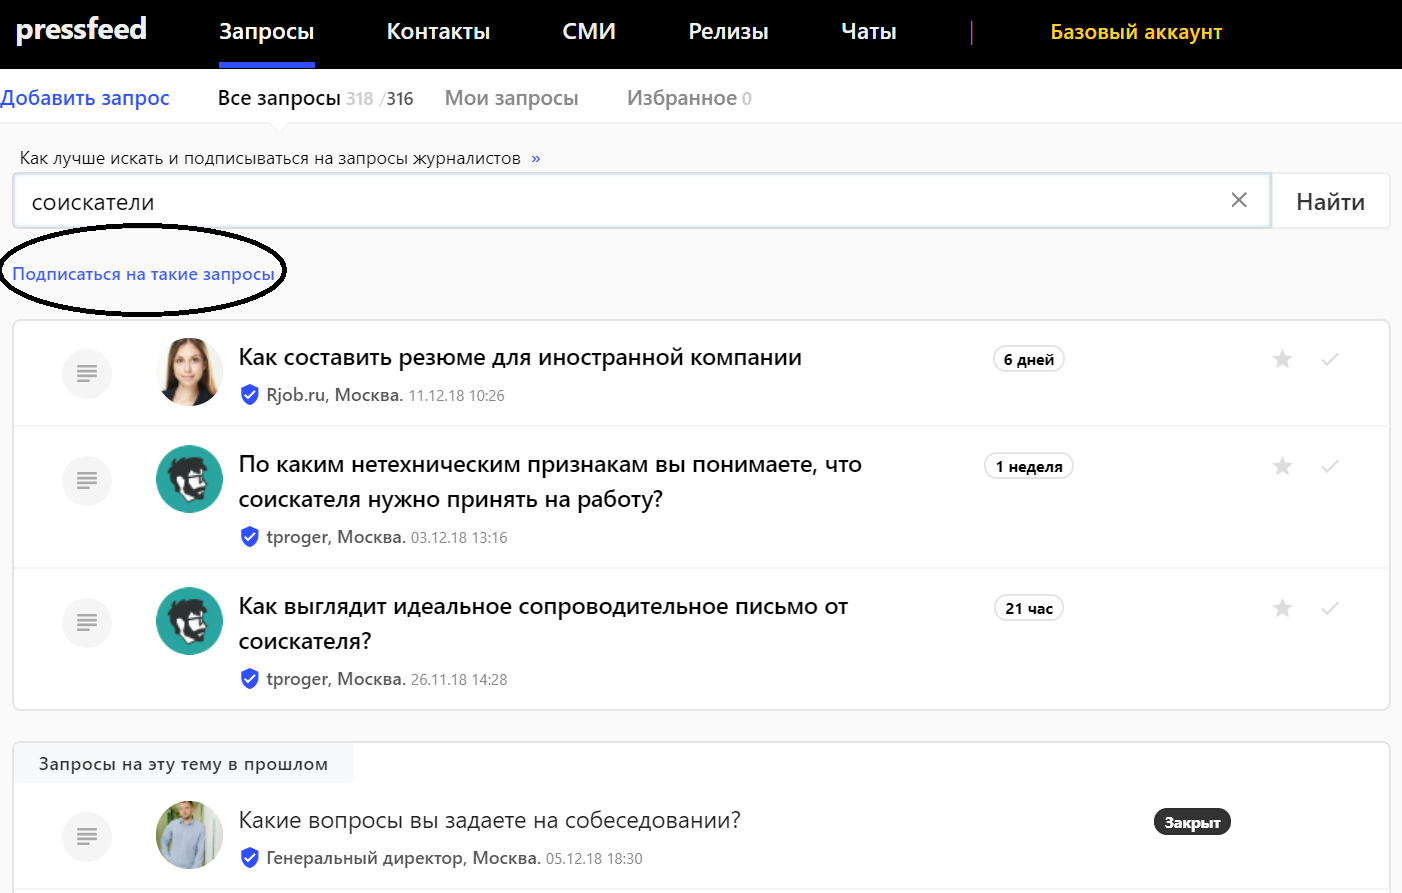 pressfeed Запросы Контакты СМИ Релизы Чаты | Базовый аккаунт
Добавить запрос Все запросы 318 /316 Мои запросы Избранное 0
Как лучше искать и подписываться на запросы журналистов »
соискатели Найти
Подписаться на такие запросы
Как составить резюме для иностранной компании 6 дней
Rjob.ru, Москва. 11.12.18 10:26
По каким нетехническим признакам вы понимаете, что 1 неделя
соискателя нужно принять на работу?
tproger, Москва. 03.12.18 13:16
Как выглядит идеальное сопроводительное письмо от 21 час
соискателя?
tproger, Москва. 26.11.18 14:28
Запросы на эту тему в прошлом
Какие вопросы вы задаете на собеседовании? Закрыт
Генеральный директор, Москва. 05.12.18 18:30